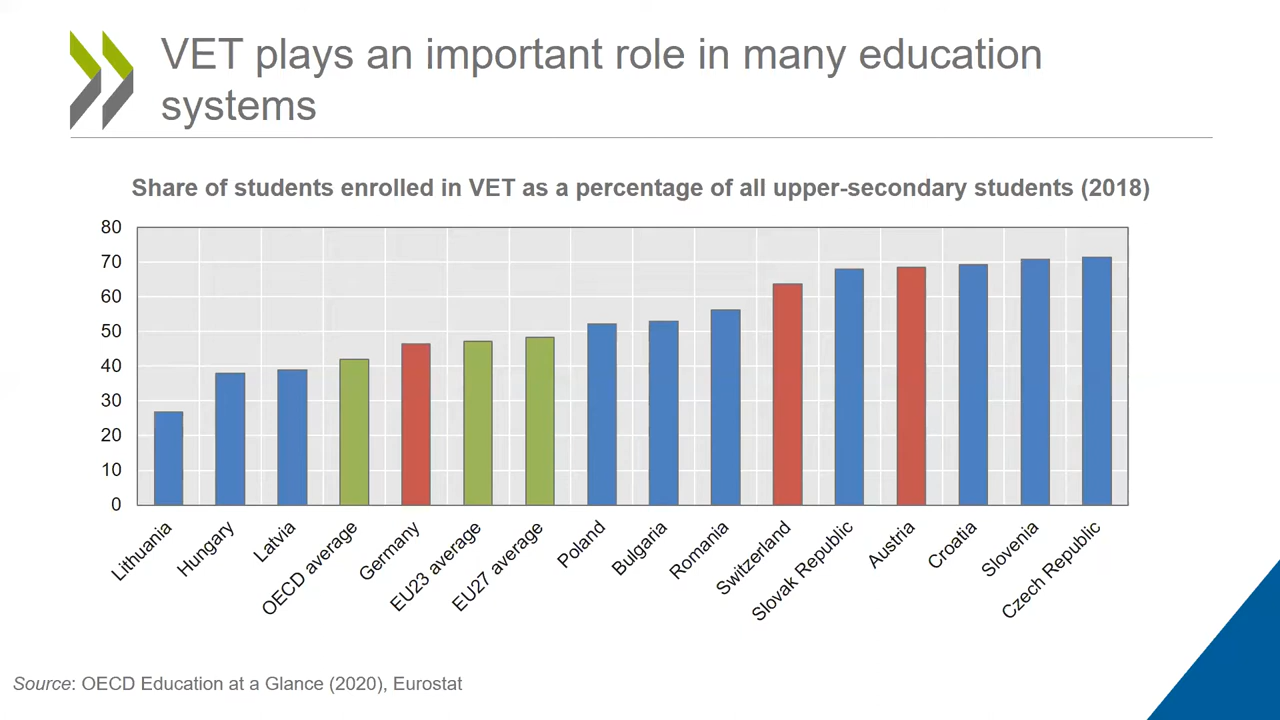 VET plays an important role in many education
systems
Share of students enrolled in VET as a percentage of all upper-secondary students (2018)
80
70
60
50
40
30
20
10
0
Lithuania
Hungary
Latvia
OECD average
Germany
EU23 average
EU27 average
Poland
Bulgaria
Romania
Switzerland
Slovak Republic
Austria
Croatia
Slovenia
Czech Republic
Source: OECD Education at a Glance (2020), Eurostat